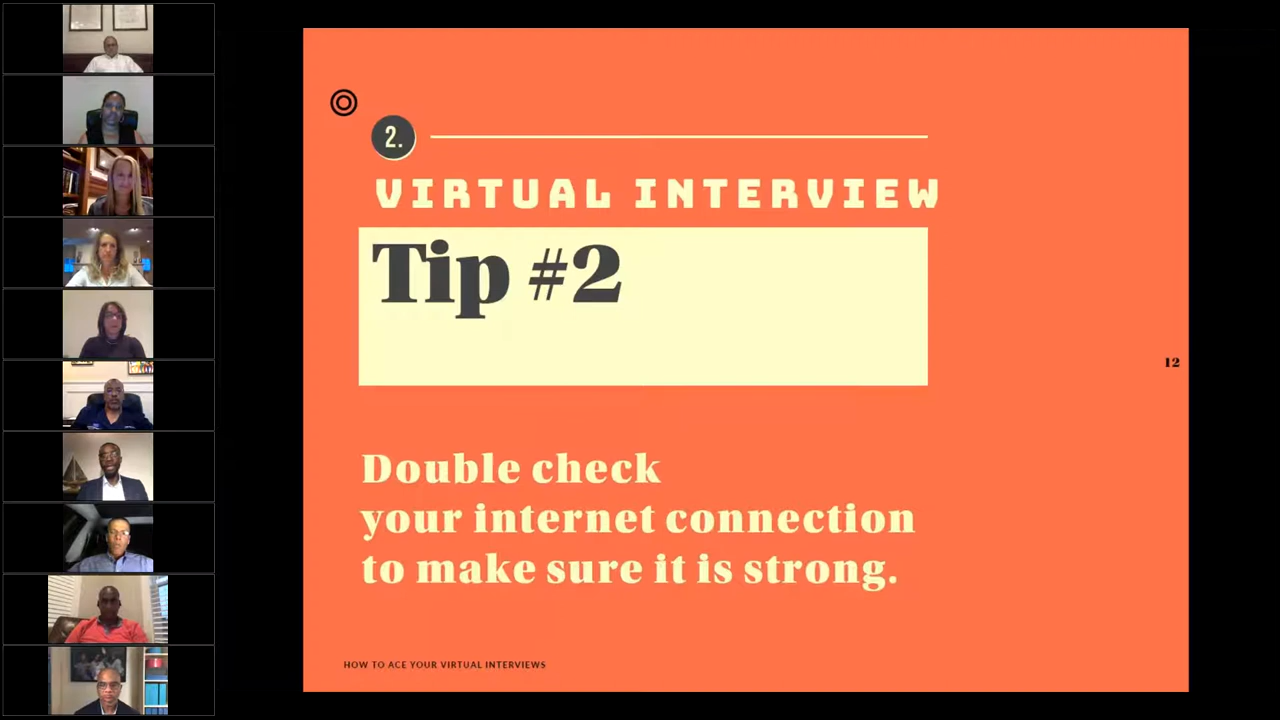 2.
VIRTUAL INTERVIEW
Tip #2
12
Double check
your internet connection
to make sure it is strong.
HOW TO ACE YOUR VIRTUAL INTERVIEWS